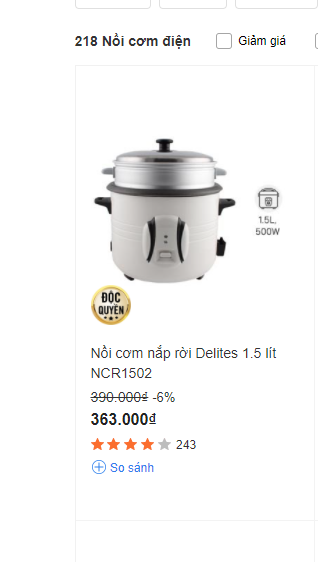 218 Nồi cơm điện
Giảm giá
1.5L,
500W
ĐỘC
QUYỀN
Nồi cơm nắp rời Delites 1.5 lít
NCR1502
390.000₫ -6%
363.000₫
243
So sánh